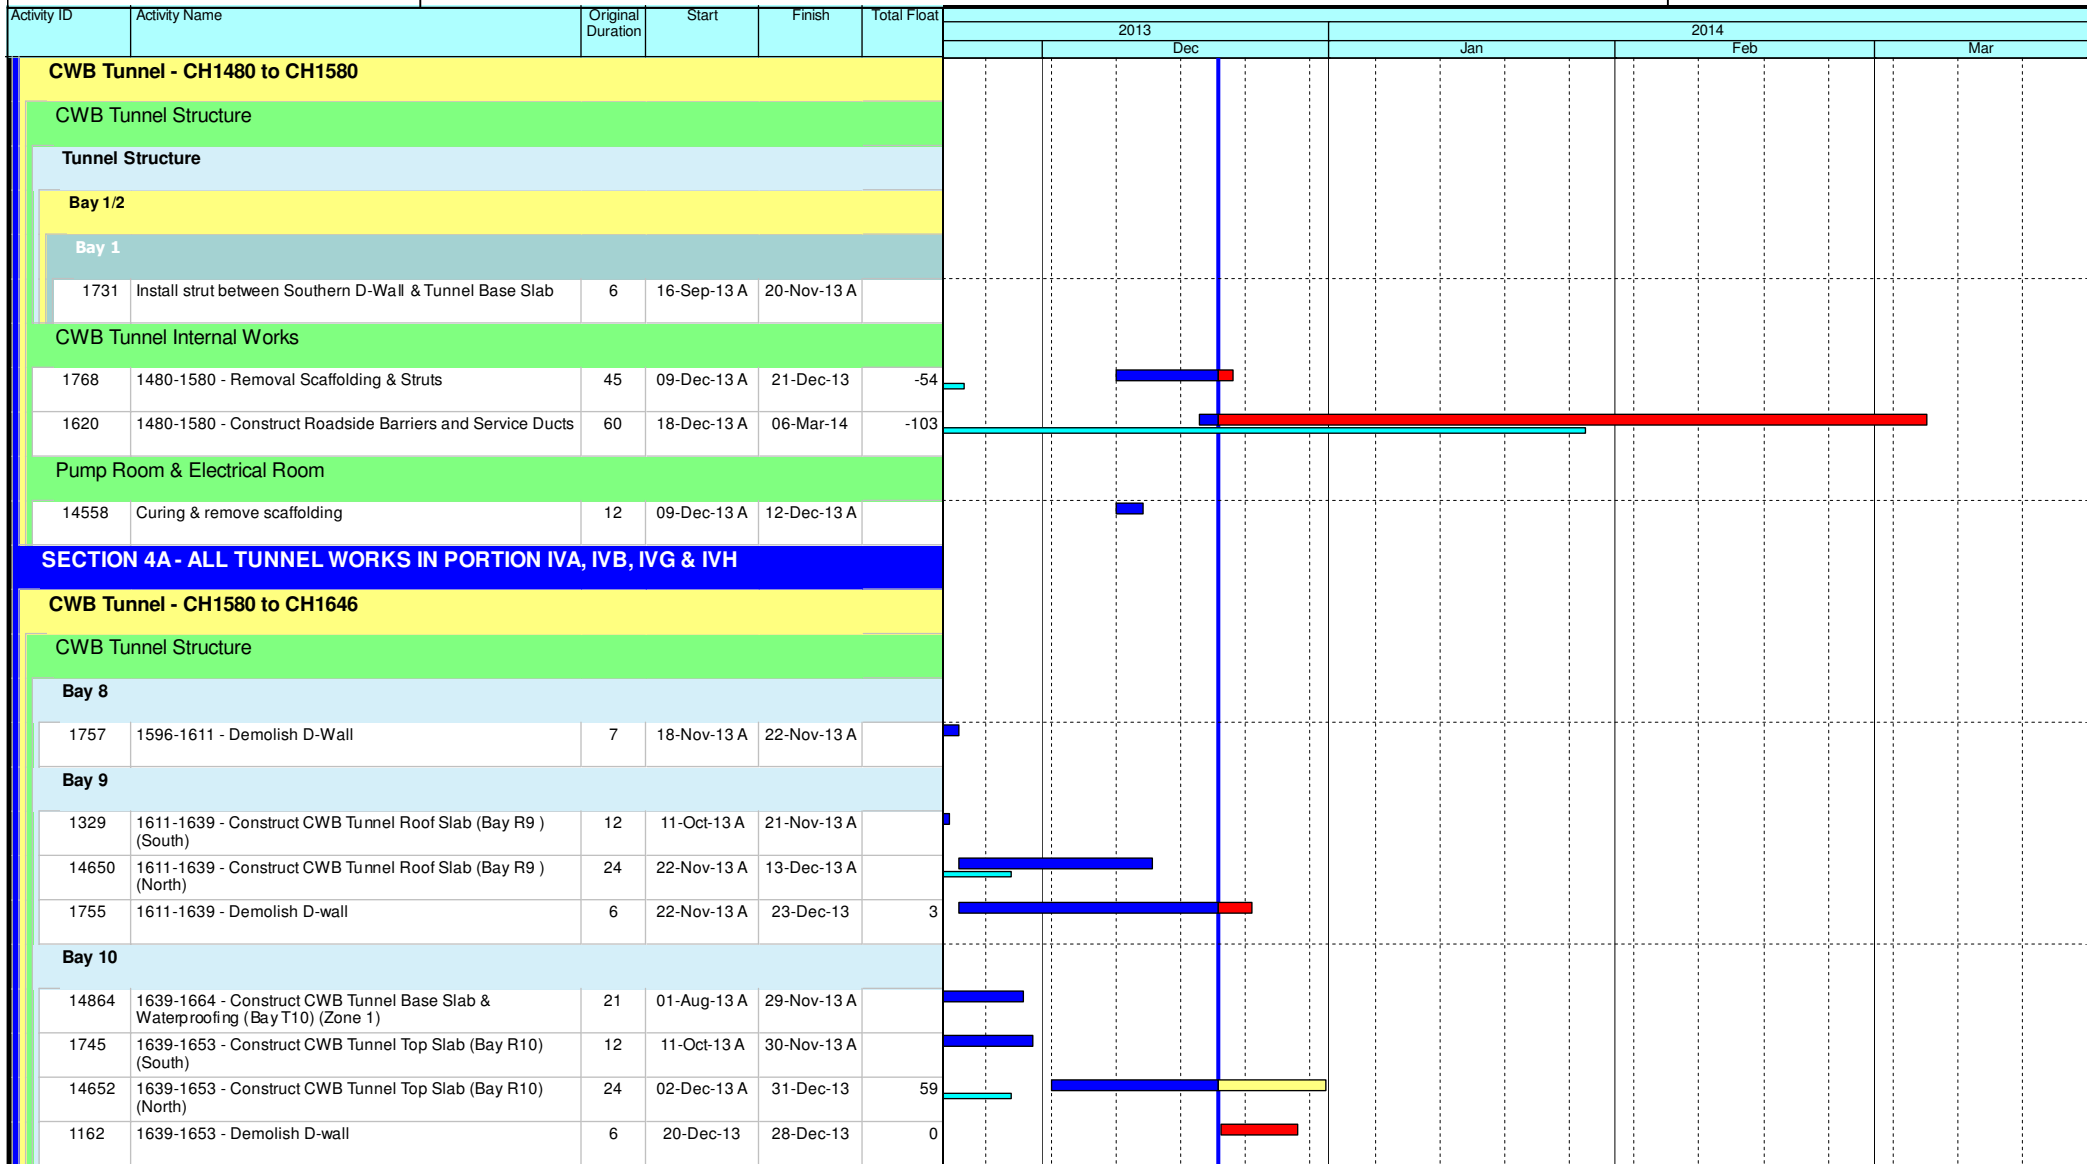 Activity ID Activity Name Original Duration Start Finish Total Float
2013 2014
Dec Jan Feb Mar
CWB Tunnel - CH1480 to CH1580
CWB Tunnel Structure
Tunnel Structure
Bay 1/2
Bay 1
1731 Install strut between Southern D-Wall & Tunnel Base Slab 6 16-Sep-13 A 20-Nov-13 A
CWB Tunnel Internal Works
1768 1480-1580 - Removal Scaffolding & Struts 45 09-Dec-13 A 21-Dec-13 -54
1620 1480-1580 - Construct Roadside Barriers and Service Ducts 60 18-Dec-13 A 06-Mar-14 -103
Pump Room & Electrical Room
14558 Curing & remove scaffolding 12 09-Dec-13 A 12-Dec-13 A
SECTION 4A - ALL TUNNEL WORKS IN PORTION IVA, IVB, IVG & IVH
CWB Tunnel - CH1580 to CH1646
CWB Tunnel Structure
Bay 8
1757 1596-1611 - Demolish D-Wall 7 18-Nov-13 A 22-Nov-13 A
Bay 9
1329 1611-1639 - Construct CWB Tunnel Roof Slab (Bay R9 ) 12 11-Oct-13 A 21-Nov-13 A
(South)
14650 1611-1639 - Construct CWB Tunnel Roof Slab (Bay R9 ) 24 22-Nov-13 A 13-Dec-13 A
(North)
1755 1611-1639 - Demolish D-wall 6 22-Nov-13 A 23-Dec-13 3
Bay 10
14864 1639-1664 - Construct CWB Tunnel Base Slab & 21 01-Aug-13 A 29-Nov-13 A
Waterproofing (Bay T10) (Zone 1)
1745 1639-1653 - Construct CWB Tunnel Top Slab (Bay R10) 12 11-Oct-13 A 30-Nov-13 A
(South)
14652 1639-1653 - Construct CWB Tunnel Top Slab (Bay R10) 24 02-Dec-13 A 31-Dec-13 59
(North)
1162 1639-1653 - Demolish D-wall 6 20-Dec-13 28-Dec-13 0